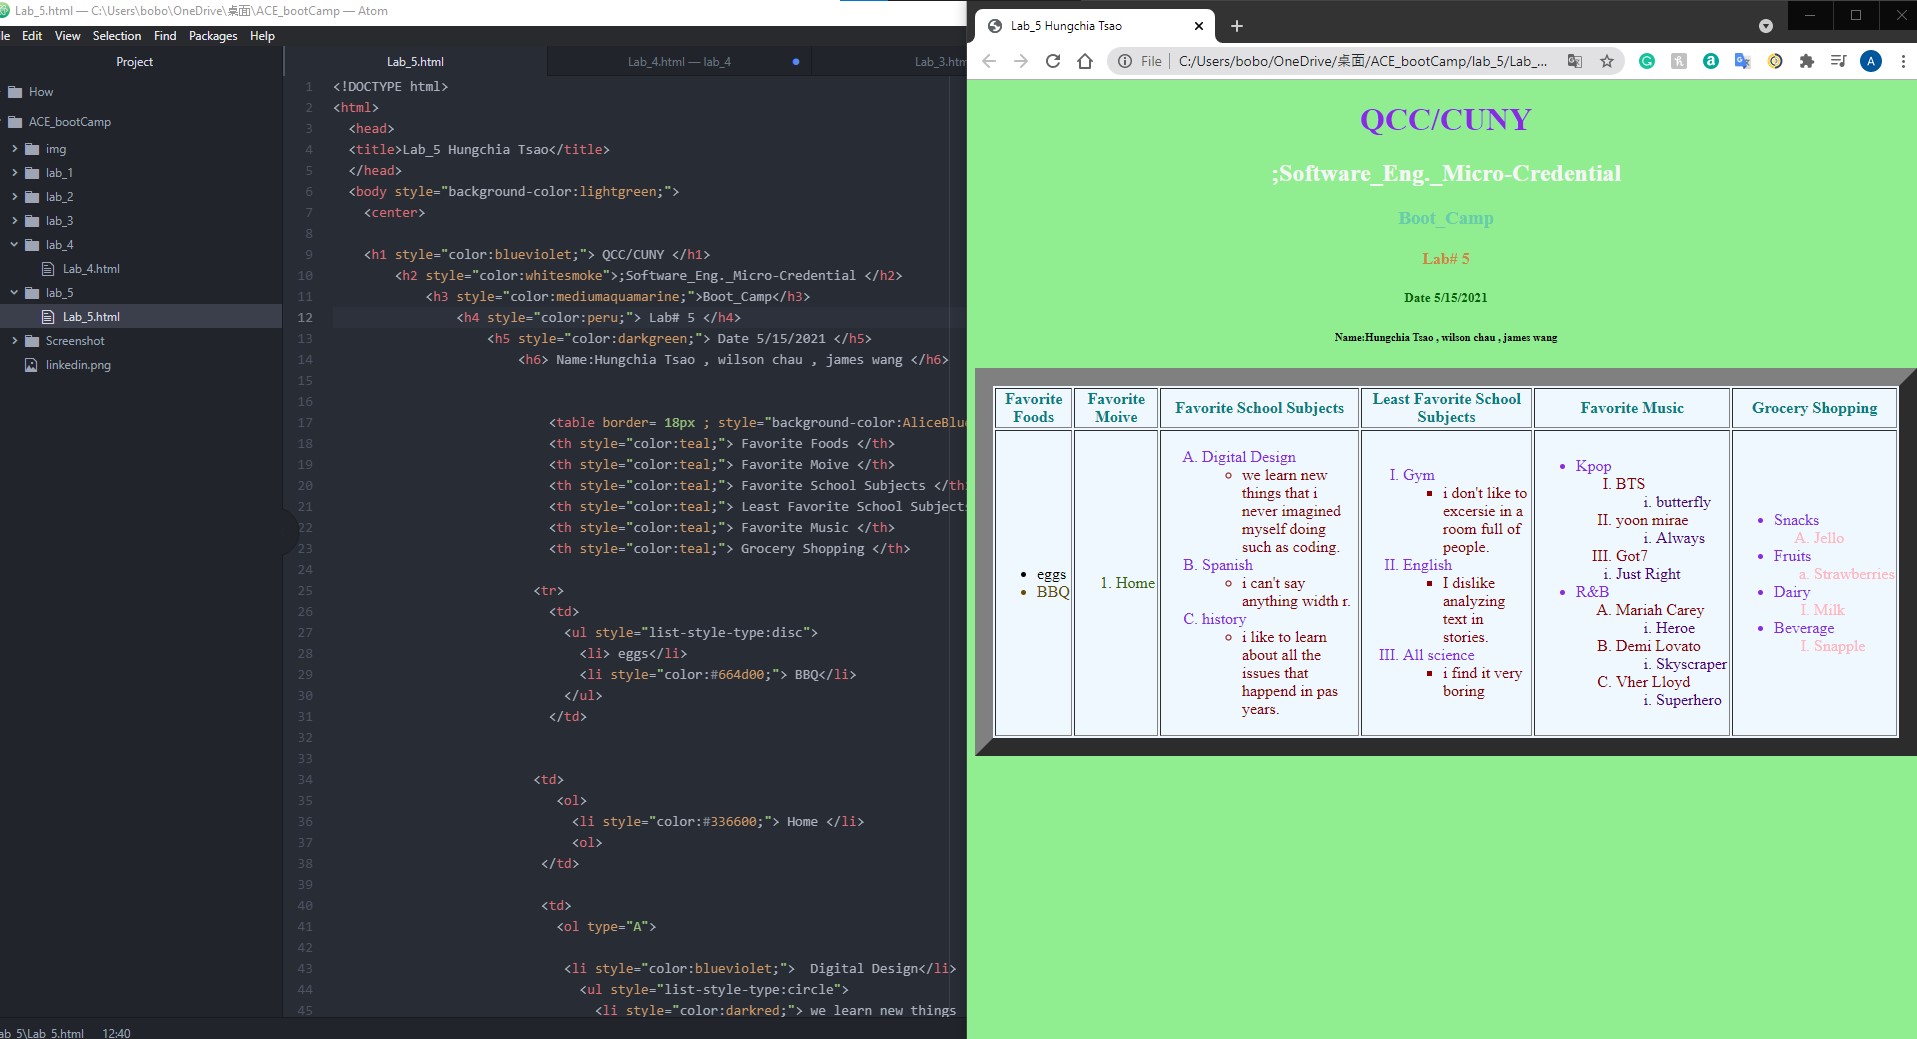 Lab_5.html — C:\Users\bobo\OneDrive\桌面\ACE_bootCamp — Atom
le Edit View Selection Find Packages Help
Project
How
ACE_bootCamp
img
lab_1
lab_2
lab_3
lab_4
Lab_4.html
lab_5
Lab_5.html
Screenshot
linkedin.png
Lab_5.html
Lab_4.html — lab_4
Lab_3.htm
1 <!DOCTYPE html>
2 <html>
3 <head>
4 <title>Lab_5 Hungchia Tsao</title>
5 </head>
6 <body style="background-color:lightgreen;">
7 <center>
8
9 <h1 style="color:blueviolet;"> QCC/CUNY </h1>
10 <h2 style="color:whitesmoke">;Software_Eng._Micro-Credential </h2>
11 <h3 style="color:mediumaquamarine;">Boot_Camp</h3>
12 <h4 style="color:peru;"> Lab# 5 </h4>
13 <h5 style="color:darkgreen;"> Date 5/15/2021 </h5>
14 <h6> Name:Hungchia Tsao , wilson chau , james wang </h6>
15
16
17 <table border= 18px ; style="background-color:AliceBlu
18 <th style="color:teal;"> Favorite Foods </th>
19 <th style="color:teal;"> Favorite Moive </th>
20 <th style="color:teal;"> Favorite School Subjects </th
21 <th style="color:teal;"> Least Favorite School Subjects
22 <th style="color:teal;"> Favorite Music </th>
23 <th style="color:teal;"> Grocery Shopping </th>
24
25 <tr>
26 <td>
27 <ul style="list-style-type:disc">
28 <li> eggs</li>
29 <li style="color:#664d00;"> BBQ</li>
30 </ul>
31 </td>
32
33
34 <td>
35 <ol>
36 <li style="color:#336600;"> Home </li>
37 <ol>
38 </td>
39
40 <td>
41 <ol type="A">
42
43 <li style="color:blueviolet;"> Digital Design</li>
44 <ul style="list-style-type:circle">
45 <li style="color:darkred;"> we learn new things
ab_5\Lab_5.html 12:40
Lab_5 Hungchia Tsao
File | C:/Users/bobo/OneDrive/桌面/ACE_bootCamp/lab_5/Lab_...
A
QCC/CUNY
;Software_Eng._Micro-Credential
Boot_Camp
Lab# 5
Date 5/15/2021
Name:Hungchia Tsao , wilson chau , james wang
Favorite
Foods
Favorite
Moive
Favorite School Subjects
Least Favorite School
Subjects
Favorite Music
Grocery Shopping
eggs
BBQ
1. Home
A. Digital Design
we learn new
things that i
never imagined
myself doing
such as coding.
B. Spanish
i can't say
anything width r.
C. history
i like to learn
about all the
issues that
happend in pas
years.
I. Gym
i don't like to
excersie in a
room full of
people.
II. English
I dislike
analyzing
text in
stories.
III. All science
i find it very
boring
Kpop
I. BTS
i. butterfly
II. yoon mirae
i. Always
III. Got7
i. Just Right
R&B
A. Mariah Carey
i. Heroe
B. Demi Lovato
i. Skyscraper
C. Vher Lloyd
i. Superhero
Snacks
A. Jello
Fruits
a. Strawberries
Dairy
I. Milk
Beverage
I. Snapple